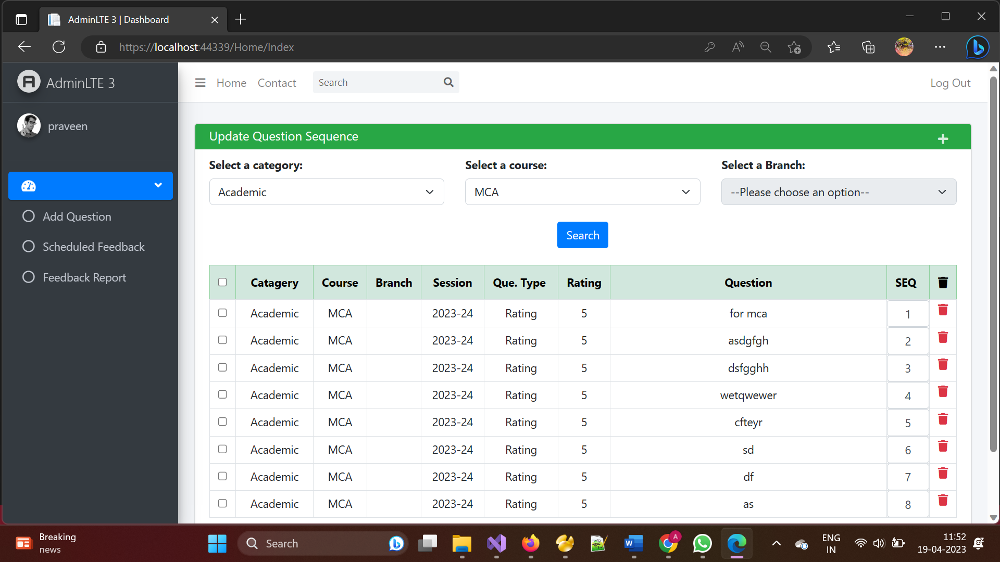 AdminLTE 3 | Dashboard
https://localhost:44339/Home/Index
AdminLTE 3
Home Contact Search Log Out
praveen
Add Question
Scheduled Feedback
Feedback Report
Update Question Sequence
Select a category: Select a course: Select a Branch:
Academic MCA --Please choose an option--
Search
Catagery Course Branch Session Que. Type Rating Question SEQ
Academic MCA 2023-24 Rating 5 for mca 1
Academic MCA 2023-24 Rating 5 asdgfgh 2
Academic MCA 2023-24 Rating 5 dsfgghh 3
Academic MCA 2023-24 Rating 5 wetqwewer 4
Academic MCA 2023-24 Rating 5 cfteyr 5
Academic MCA 2023-24 Rating 5 sd 6
Academic MCA 2023-24 Rating 5 df 7
Academic MCA 2023-24 Rating 5 as 8
Breaking
news
Search
A
ENG
IN
11:52
19-04-2023